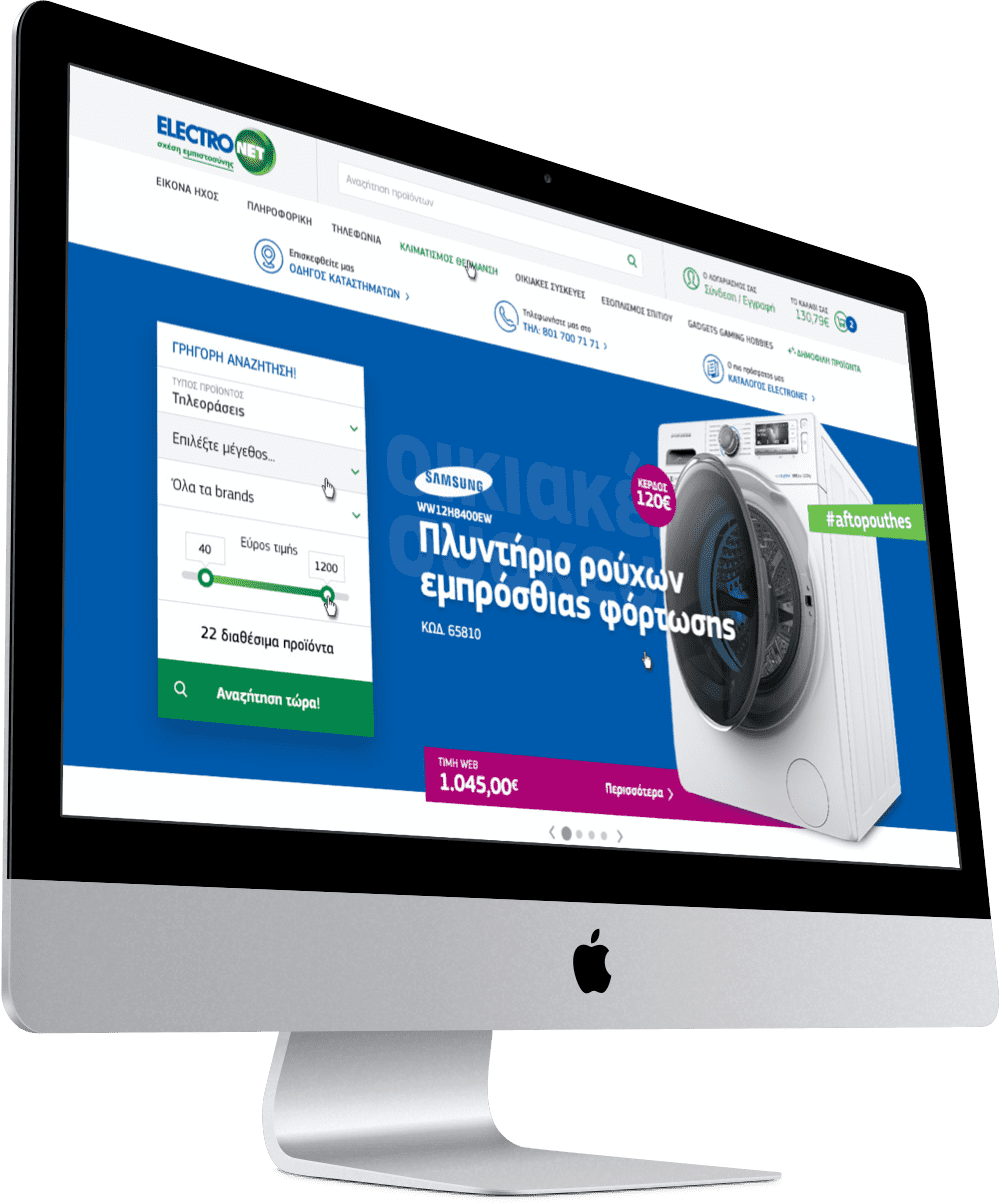 ELECTRONET
σχέση εμπιστοσύνης
Αναζήτηση προϊόντων
Ο ΛΟΓΑΡΙΑΣΜΟΣ ΣΑΣ
Σύνδεση / Εγγραφή
ΤΟ ΚΑΛΑΘΙ ΣΑΣ
130,79€
2
ΕΙΚΟΝΑ ΗΧΟΣ
ΠΛΗΡΟΦΟΡΙΚΗ
ΤΗΛΕΦΩΝΙΑ
ΚΛΙΜΑΤΙΣΜΟΣ ΘΕΡΜΑΝΣΗ
ΟΙΚΙΑΚΕΣ ΣΥΣΚΕΥΕΣ
ΕΞΟΠΛΙΣΜΟΣ ΣΠΙΤΙΟΥ
GADGETS GAMING HOBBIES
ΔΗΜΟΦΙΛΗ ΠΡΟΪΟΝΤΑ
Επισκεφθείτε μας
ΟΔΗΓΟΣ ΚΑΤΑΣΤΗΜΑΤΩΝ
Τηλεφωνήστε μας στο
ΤΗΛ: 801 700 71 71
Ο πιο πρόσφατος μας
ΚΑΤΑΛΟΓΟΣ ELECTRONET
ΓΡΗΓΟΡΗ ΑΝΑΖΗΤΗΣΗ!
ΤΥΠΟΣ ΠΡΟΪΟΝΤΟΣ
Τηλεοράσεις
Επιλέξτε μέγεθος...
Όλα τα brands
Εύρος τιμής
40
1200
22 διαθέσιμα προϊόντα
Αναζήτηση τώρα!
οικιακέ
SAMSUNG
WW12H8400EW
Πλυντήριο ρούχων
εμπρόσθιας φόρτωσης
ΚΩΔ. 65810
ΚΕΡΔΟΣ
120€
SAMSUNG
#aftopouthes
ΤΙΜΗ WEB
1.045,00€
Περισσότερα